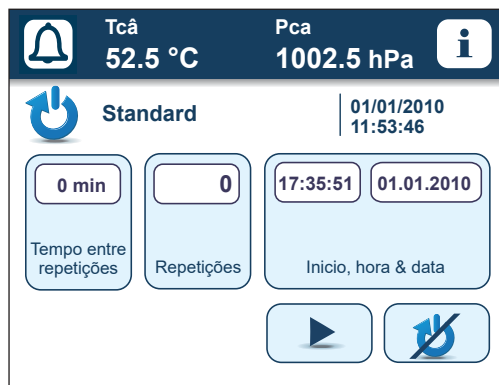 Tcâ
52.5 °C
Pca
1002.5 hPa
i
Standard
01/01/2010
11:53:46
0 min
Tempo entre
repetições
0
Repetições
17:35:51
01.01.2010
Inicio, hora & data